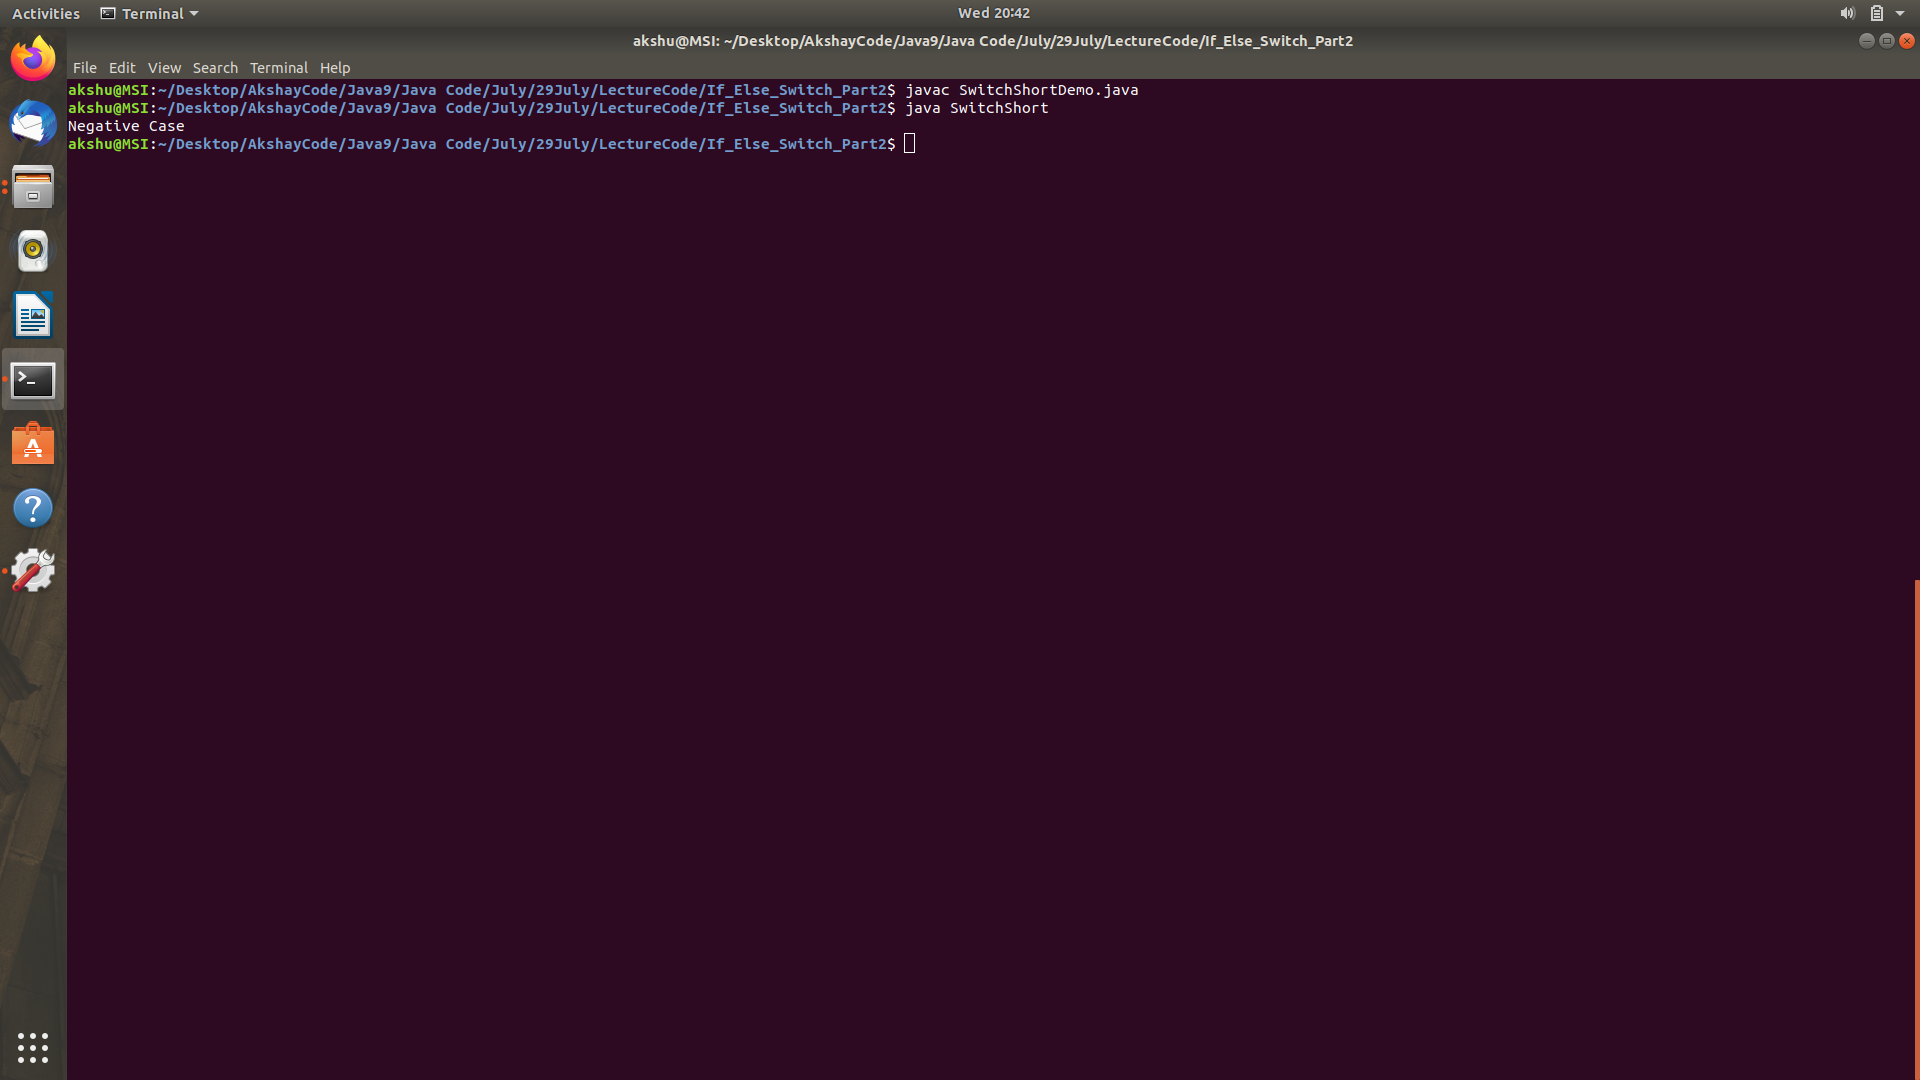 Activities Terminal Wed 20:42
akshu@MSI: ~/Desktop/AkshayCode/Java9/Java Code/July/29July/LectureCode/If_Else_Switch_Part2
File Edit View Search Terminal Help
akshu@MSI:~/Desktop/AkshayCode/Java9/Java Code/July/29July/LectureCode/If_Else_Switch_Part2$ javac SwitchShortDemo.java
akshu@MSI:~/Desktop/AkshayCode/Java9/Java Code/July/29July/LectureCode/If_Else_Switch_Part2$ java SwitchShort
Negative Case
akshu@MSI:~/Desktop/AkshayCode/Java9/Java Code/July/29July/LectureCode/If_Else_Switch_Part2$